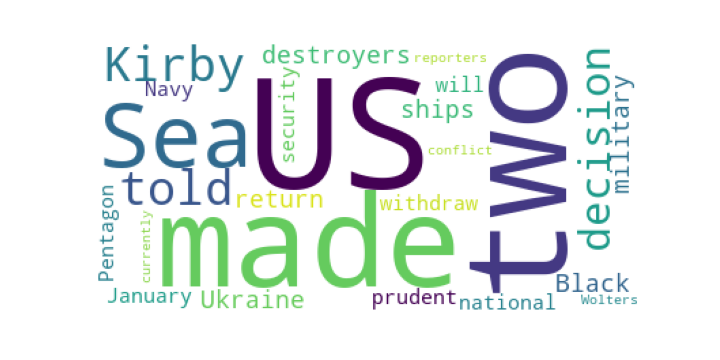 Kirby
destroyers
reporters
Navy
US
two
decision
will
military
security
ships
Sea
conflict
told
return
withdraw
made
Pentagon
currently
January
Ukraine
prudent
national
Black
Wolters